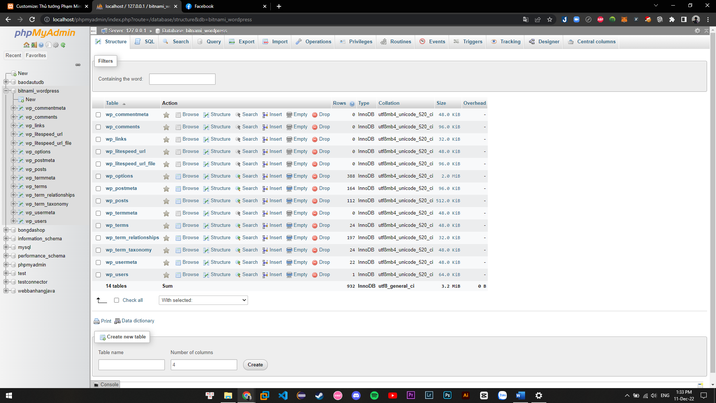 Customize: Thủ tướng Phạm Min
localhost / 127.0.0.1 / bitnami_w
Facebook
localhost/phpmyadmin/index.php?route=/database/structure&db=bitnami_wordpress
phpMyAdmin
Recent Favorites
New
baodautudb
bitnami_wordpress
New
wp_commentmeta
wp_comments
wp_links
wp_litespeed_url
wp_litespeed_url_file
wp_options
wp_postmeta
wp_posts
wp_termmeta
wp_terms
wp_term_relationships
wp_term_taxonomy
wp_usermeta
wp_users
bongdashop
information_schema
mysql
performance_schema
phpmyadmin
test
testconnector
webbanhangjava
Server: 127.0.0.1 » Database: bitnami_wordpress
Structure SQL Search Query Export Import Operations Privileges Routines Events Triggers Tracking Designer Central columns
Filters
Containing the word:
Table Action Rows Type Collation Size Overhead
wp_commentmeta Browse Structure Search Insert Empty Drop 0 InnoDB utf8mb4_unicode_520_ci 48.0 KiB -
wp_comments Browse Structure Search Insert Empty Drop 0 InnoDB utf8mb4_unicode_520_ci 96.0 KiB -
wp_links Browse Structure Search Insert Empty Drop 0 InnoDB utf8mb4_unicode_520_ci 32.0 KiB -
wp_litespeed_url Browse Structure Search Insert Empty Drop 0 InnoDB utf8mb4_unicode_520_ci 48.0 KiB -
wp_litespeed_url_file Browse Structure Search Insert Empty Drop 0 InnoDB utf8mb4_unicode_520_ci 96.0 KiB -
wp_options Browse Structure Search Insert Empty Drop 388 InnoDB utf8mb4_unicode_520_ci 2.0 MiB -
wp_postmeta Browse Structure Search Insert Empty Drop 164 InnoDB utf8mb4_unicode_520_ci 96.0 KiB -
wp_posts Browse Structure Search Insert Empty Drop 112 InnoDB utf8mb4_unicode_520_ci 512.0 KiB -
wp_termmeta Browse Structure Search Insert Empty Drop 0 InnoDB utf8mb4_unicode_520_ci 48.0 KiB -
wp_terms Browse Structure Search Insert Empty Drop 24 InnoDB utf8mb4_unicode_520_ci 48.0 KiB -
wp_term_relationships Browse Structure Search Insert Empty Drop 197 InnoDB utf8mb4_unicode_520_ci 32.0 KiB -
wp_term_taxonomy Browse Structure Search Insert Empty Drop 24 InnoDB utf8mb4_unicode_520_ci 48.0 KiB -
wp_usermeta Browse Structure Search Insert Empty Drop 22 InnoDB utf8mb4_unicode_520_ci 48.0 KiB -
wp_users Browse Structure Search Insert Empty Drop 1 InnoDB utf8mb4_unicode_520_ci 64.0 KiB -
14 tables Sum 932 InnoDB utf8_general_ci 3.2 MiB 0 B
Check all With selected:
Print Data dictionary
Create new table
Table name Number of columns
4 Create
Console
ENG 1:33 PM
11-Dec-22